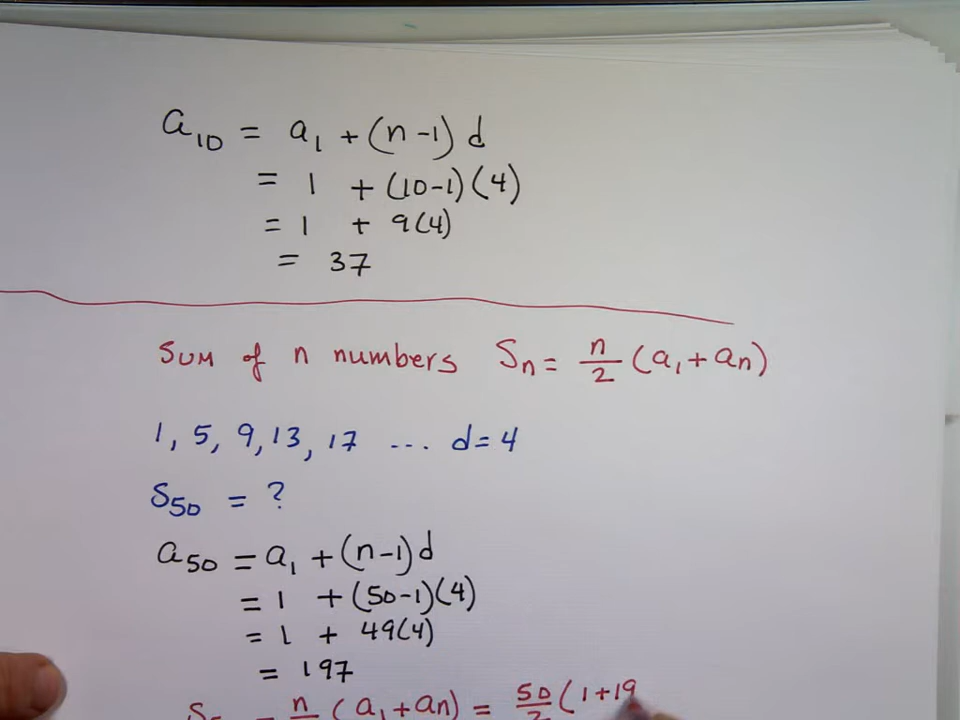 a10 = a1 + (n-1) d
= 1 + (10-1)(4)
= 1 + 9(4)
= 37
Sum of n numbers Sn = n/2 (a1 + an)
1, 5, 9, 13, 17 ... d = 4
S50 = ?
a50 = a1 + (n-1)d
= 1 + (50-1)(4)
= 1 + 49(4)
= 197
= n/2 (a1 + an) = 50/2 (1+19